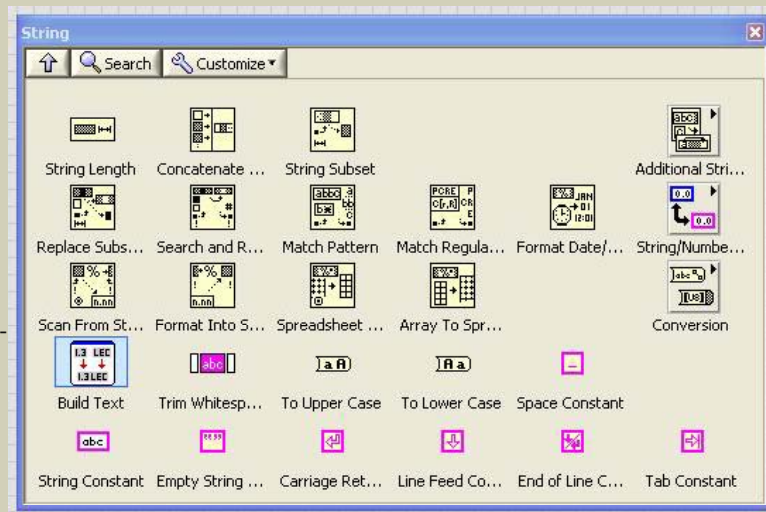 String
Search Customize
String Length Concatenate ... String Subset Additional Stri...
Replace Subs... Search and R... Match Pattern Match Regula... Format Date/... String/Numbe...
Scan From St... Format Into S... Spreadsheet ... Array To Spr... Conversion
Build Text Trim Whitesp... To Upper Case To Lower Case Space Constant
String Constant Empty String ... Carriage Ret... Line Feed Co... End of Line C... Tab Constant